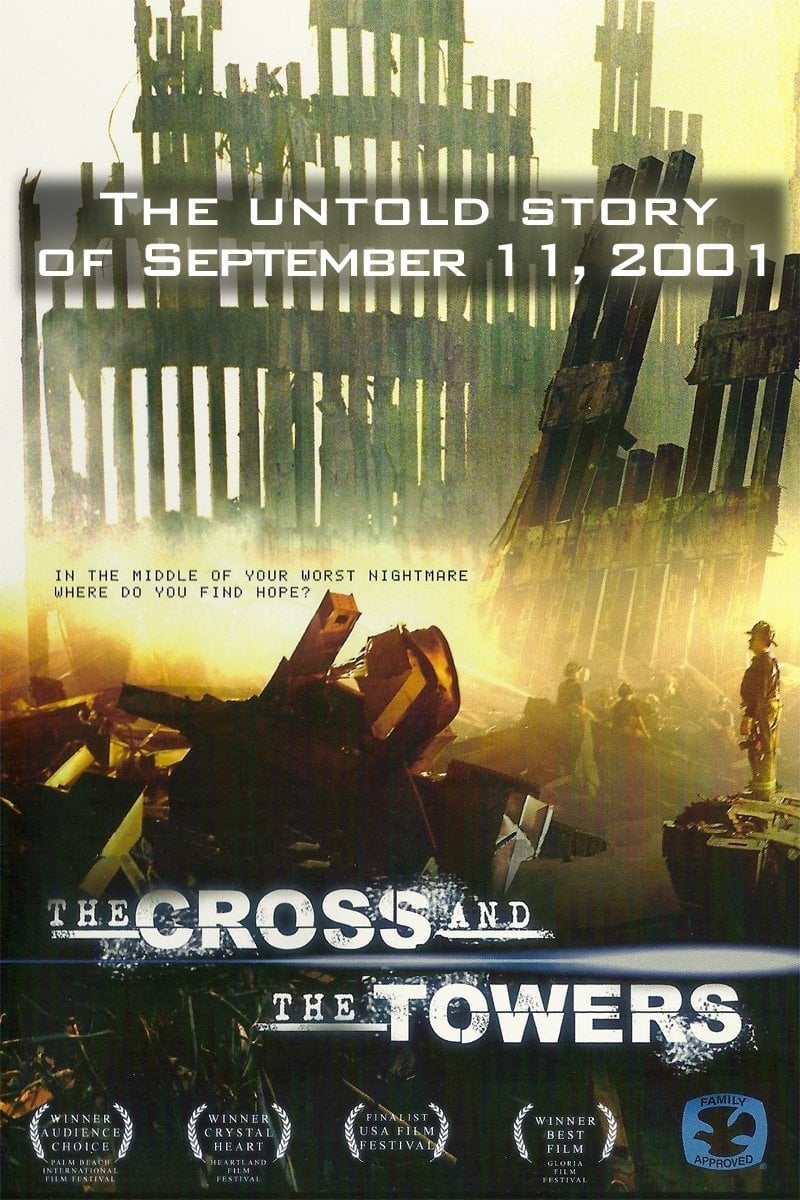 The untold story
of September 11, 2001
IN THE MIDDLE OF YOUR WORST NIGHTMARE
WHERE DO YOU FIND HOPE?
THE CROSS AND
THE TOWERS
WINNER
AUDIENCE
CHOICE
PALM BEACH
INTERNATIONAL
FILM FESTIVAL
WINNER
CRYSTAL
HEART
HEARTLAND
FILM
FESTIVAL
FINALIST
USA FILM
FESTIVAL
WINNER
BEST
FILM
GLORIA
FILM
FESTIVAL
FAMILY
APPROVED
®